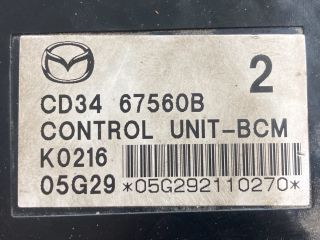 2
CD34 67560B
CONTROL UNIT-BCM
K0216
05G29 *05G292110270*